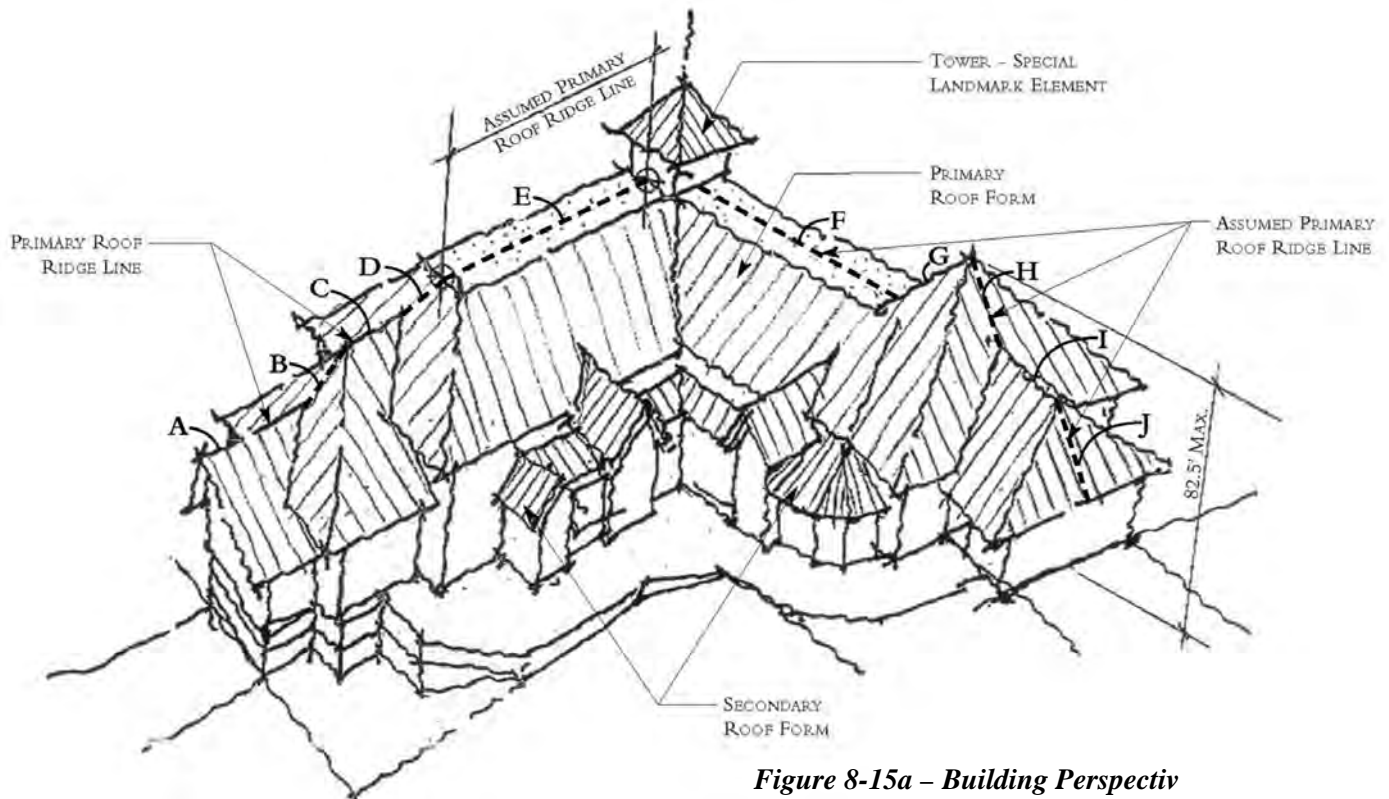 ASSUMED PRIMARY
ROOF RIDGE LINE
TOWER – SPECIAL
LANDMARK ELEMENT
PRIMARY
ROOF FORM
ASSUMED PRIMARY
ROOF RIDGE LINE
PRIMARY ROOF
RIDGE LINE
A
B
C
D
E
F
G
H
I
J
82.5' MAX.
SECONDARY
ROOF FORM
Figure 8-15a – Building Perspectiv